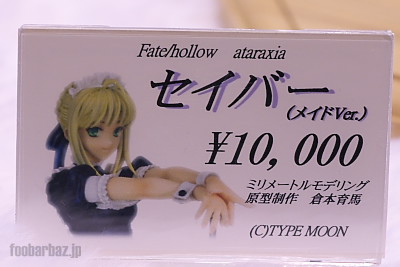 Fate/hollow ataraxia
セイバー
(メイドVer.)
¥10,000
ミリメートルモデリング
原型制作 倉本育馬
(C)TYPE MOON
foobarbaz.jp